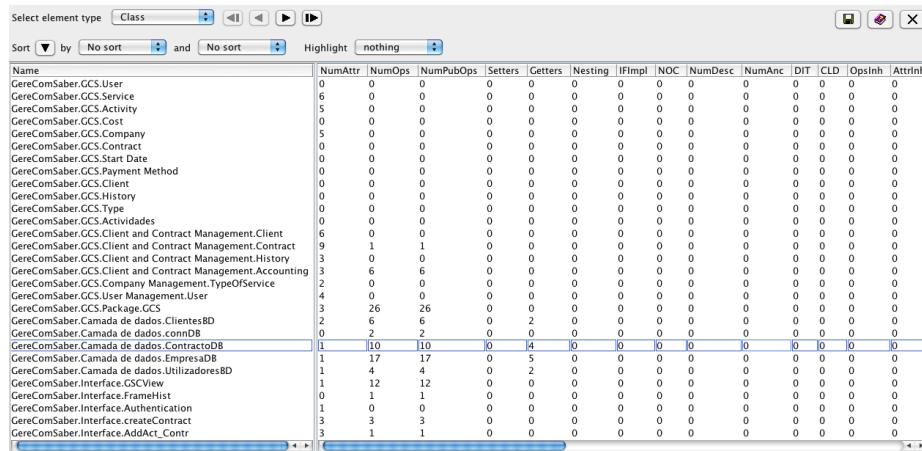 Select element type Class
Sort by No sort and No sort Highlight nothing
Name NumAttr NumOps NumPubOps Setters Getters Nesting IFImpl NOC NumDesc NumAnc DIT CLD OpsInh AttrInh
GereComSaber.GCS.User 0 0 0 0 0 0 0 0 0 0 0 0 0 0
GereComSaber.GCS.Service 6 0 0 0 0 0 0 0 0 0 0 0 0 0
GereComSaber.GCS.Activity 5 0 0 0 0 0 0 0 0 0 0 0 0 0
GereComSaber.GCS.Cost 0 0 0 0 0 0 0 0 0 0 0 0 0 0
GereComSaber.GCS.Company 5 0 0 0 0 0 0 0 0 0 0 0 0 0
GereComSaber.GCS.Contract 0 0 0 0 0 0 0 0 0 0 0 0 0 0
GereComSaber.GCS.Start Date 0 0 0 0 0 0 0 0 0 0 0 0 0 0
GereComSaber.GCS.Payment Method 0 0 0 0 0 0 0 0 0 0 0 0 0 0
GereComSaber.GCS.Client 0 0 0 0 0 0 0 0 0 0 0 0 0 0
GereComSaber.GCS.History 0 0 0 0 0 0 0 0 0 0 0 0 0 0
GereComSaber.GCS.Type 0 0 0 0 0 0 0 0 0 0 0 0 0 0
GereComSaber.GCS.Actividades 0 0 0 0 0 0 0 0 0 0 0 0 0 0
GereComSaber.GCS.Client and Contract Management.Client 6 0 0 0 0 0 0 0 0 0 0 0 0 0
GereComSaber.GCS.Client and Contract Management.Contract 9 1 1 0 0 0 0 0 0 0 0 0 0 0
GereComSaber.GCS.Client and Contract Management.History 3 0 0 0 0 0 0 0 0 0 0 0 0 0
GereComSaber.GCS.Client and Contract Management.Accounting 3 6 6 0 0 0 0 0 0 0 0 0 0 0
GereComSaber.GCS.Company Management.TypeOfService 2 0 0 0 0 0 0 0 0 0 0 0 0 0
GereComSaber.GCS.User Management.User 4 0 0 0 0 0 0 0 0 0 0 0 0 0
GereComSaber.GCS.Package.GCS 3 26 26 0 0 0 0 0 0 0 0 0 0 0
GereComSaber.Camada de dados.ClientesBD 2 6 6 0 2 0 0 0 0 0 0 0 0 0
GereComSaber.Camada de dados.connDB 0 2 2 0 0 0 0 0 0 0 0 0 0 0
GereComSaber.Camada de dados.ContractoDB 1 10 10 0 4 0 0 0 0 0 0 0 0 0
GereComSaber.Camada de dados.EmpresaDB 1 17 17 0 5 0 0 0 0 0 0 0 0 0
GereComSaber.Camada de dados.UtilizadoresBD 1 4 4 0 2 0 0 0 0 0 0 0 0 0
GereComSaber.Interface.GSCView 1 12 12 0 0 0 0 0 0 0 0 0 0 0
GereComSaber.Interface.FrameHist 0 1 1 0 0 0 0 0 0 0 0 0 0 0
GereComSaber.Interface.Authentication 1 0 0 0 0 0 0 0 0 0 0 0 0 0
GereComSaber.Interface.createContract 3 3 3 0 0 0 0 0 0 0 0 0 0 0
GereComSaber.Interface.AddAct_Contr 3 1 1 0 0 0 0 0 0 0 0 0 0 0